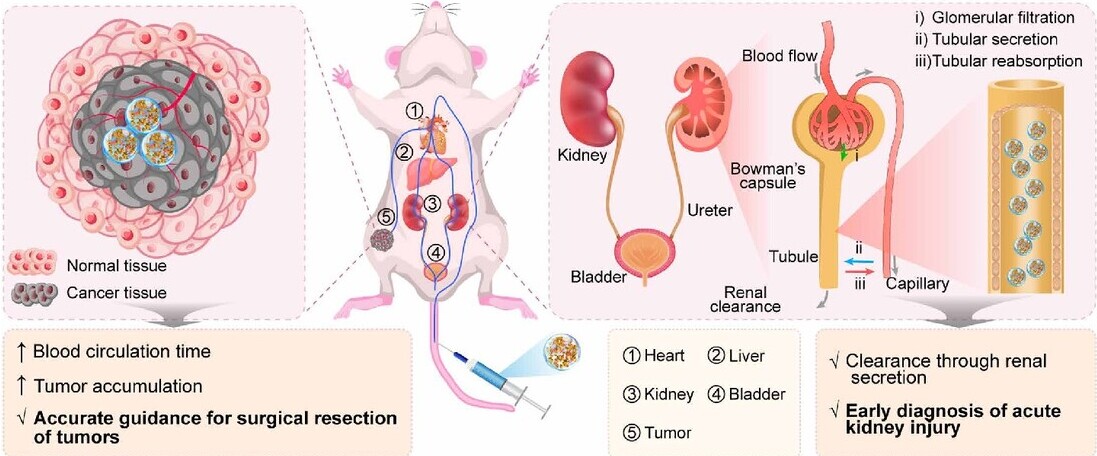 Normal tissue
Cancer tissue
↑ Blood circulation time
↑ Tumor accumulation
√ Accurate guidance for surgical resection
of tumors
①
②
③
④
⑤
① Heart ② Liver
③ Kidney ④ Bladder
⑤ Tumor
Kidney
Ureter
Bladder
Blood flow
Bowman's
capsule
Tubule
Renal
clearance
i
ii
iii
Capillary
i) Glomerular filtration
ii) Tubular secretion
iii)Tubular reabsorption
√ Clearance through renal
secretion
√ Early diagnosis of acute
kidney injury